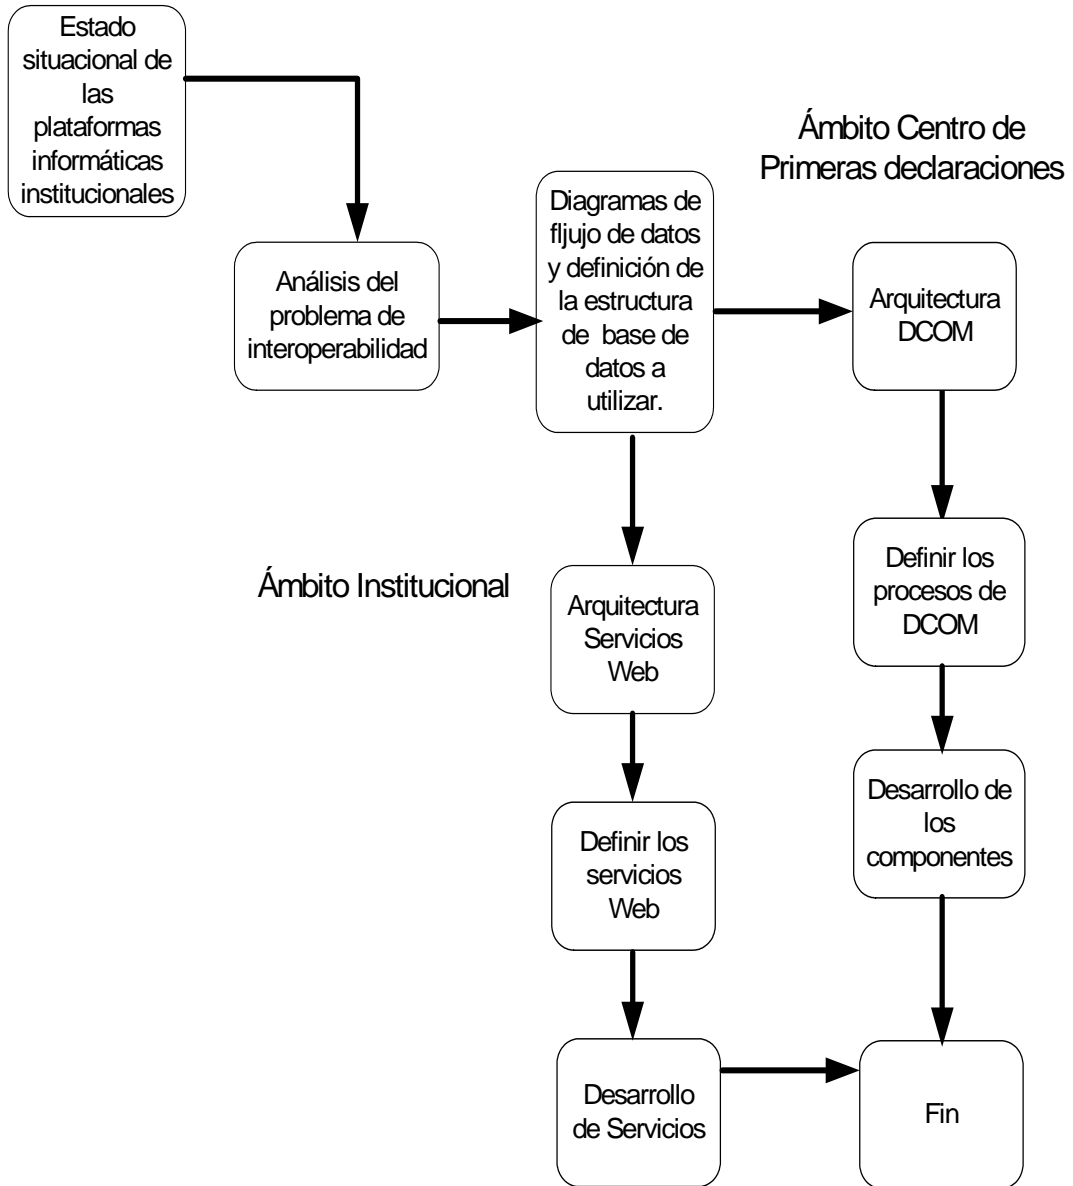 Estado
situacional de
las
plataformas
informáticas
institucionales
Ámbito Centro de
Primeras declaraciones
Análisis del
problema de
interoperabilidad
Diagramas de
fljujo de datos
y definición de
la estructura
de base de
datos a
utilizar.
Arquitectura
DCOM
Ámbito Institucional
Arquitectura
Servicios
Web
Definir los
procesos de
DCOM
Definir los
servicios
Web
Desarrollo de
los
componentes
Desarrollo
de Servicios
Fin